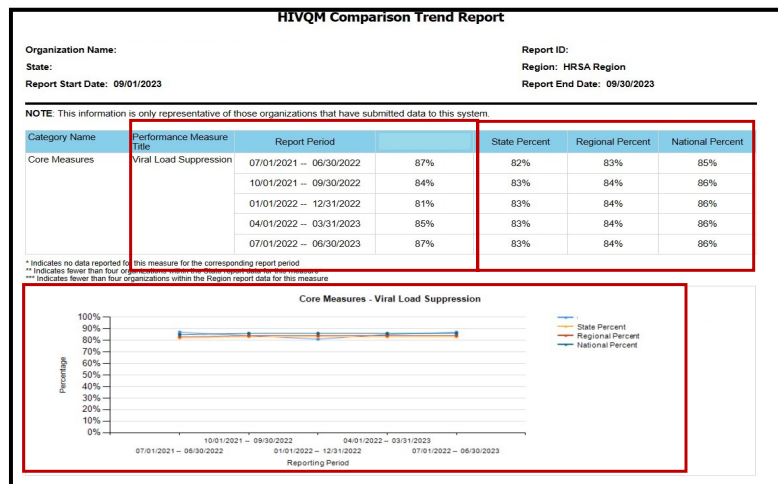 HIVQM Comparison Trend Report
Organization Name:
Report ID:
State:
Region: HRSA Region
Report Start Date: 09/01/2023
Report End Date: 09/30/2023
NOTE: This information is only representative of those organizations that have submitted data to this system.
Category Name Performance Measure Title Report Period State Percent Regional Percent National Percent
Core Measures Viral Load Suppression 07/01/2021 -- 06/30/2022 87% 82% 83% 85%
10/01/2021 -- 09/30/2022 84% 83% 84% 86%
01/01/2022 -- 12/31/2022 81% 83% 84% 86%
04/01/2022 -- 03/31/2023 85% 83% 84% 86%
07/01/2022 -- 06/30/2023 87% 83% 84% 86%
* Indicates no data reported for this measure for the corresponding report period
** Indicates fewer than four organizations within the State report data for this measure
*** Indicates fewer than four organizations within the Region report data for this measure
Core Measures - Viral Load Suppression
100%
90%
80%
70%
60%
50%
40%
30%
20%
10%
0%
Percentage
State Percent
Regional Percent
National Percent
10/01/2021 -- 09/30/2022 04/01/2022 -- 03/31/2023
07/01/2021 -- 06/30/2022 01/01/2022 -- 12/31/2022 07/01/2022 -- 06/30/2023
Reporting Period